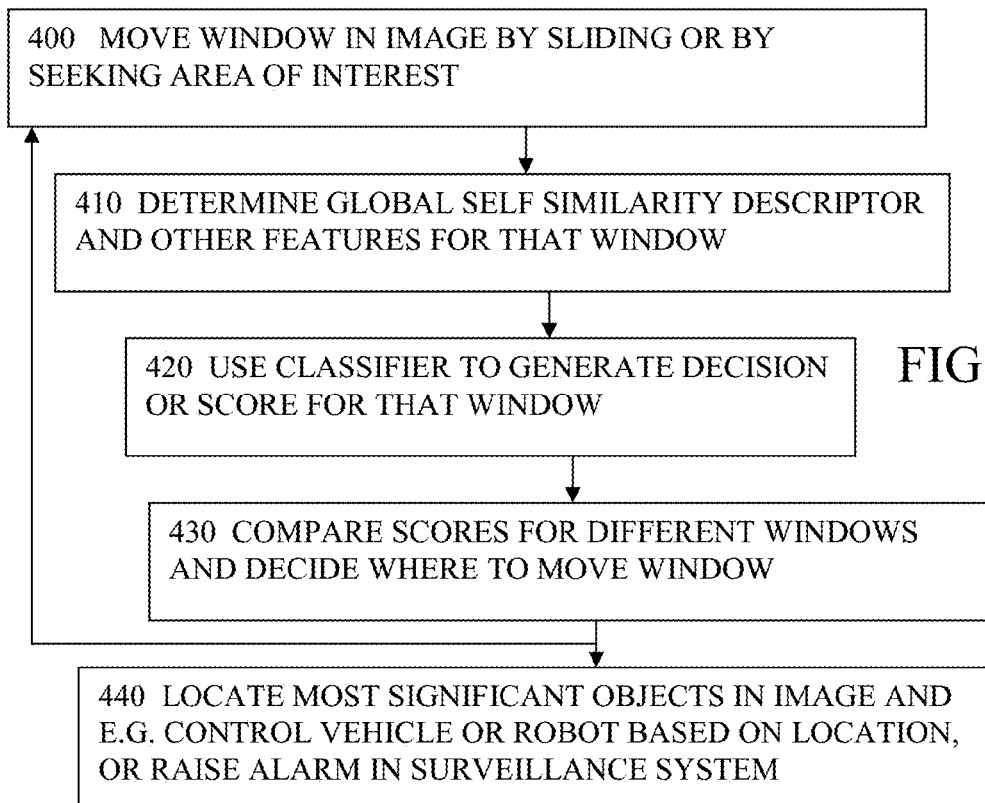 400 MOVE WINDOW IN IMAGE BY SLIDING OR BY
SEEKING AREA OF INTEREST
410 DETERMINE GLOBAL SELF SIMILARITY DESCRIPTOR
AND OTHER FEATURES FOR THAT WINDOW
420 USE CLASSIFIER TO GENERATE DECISION
OR SCORE FOR THAT WINDOW
FIG
430 COMPARE SCORES FOR DIFFERENT WINDOWS
AND DECIDE WHERE TO MOVE WINDOW
440 LOCATE MOST SIGNIFICANT OBJECTS IN IMAGE AND
E.G. CONTROL VEHICLE OR ROBOT BASED ON LOCATION,
OR RAISE ALARM IN SURVEILLANCE SYSTEM